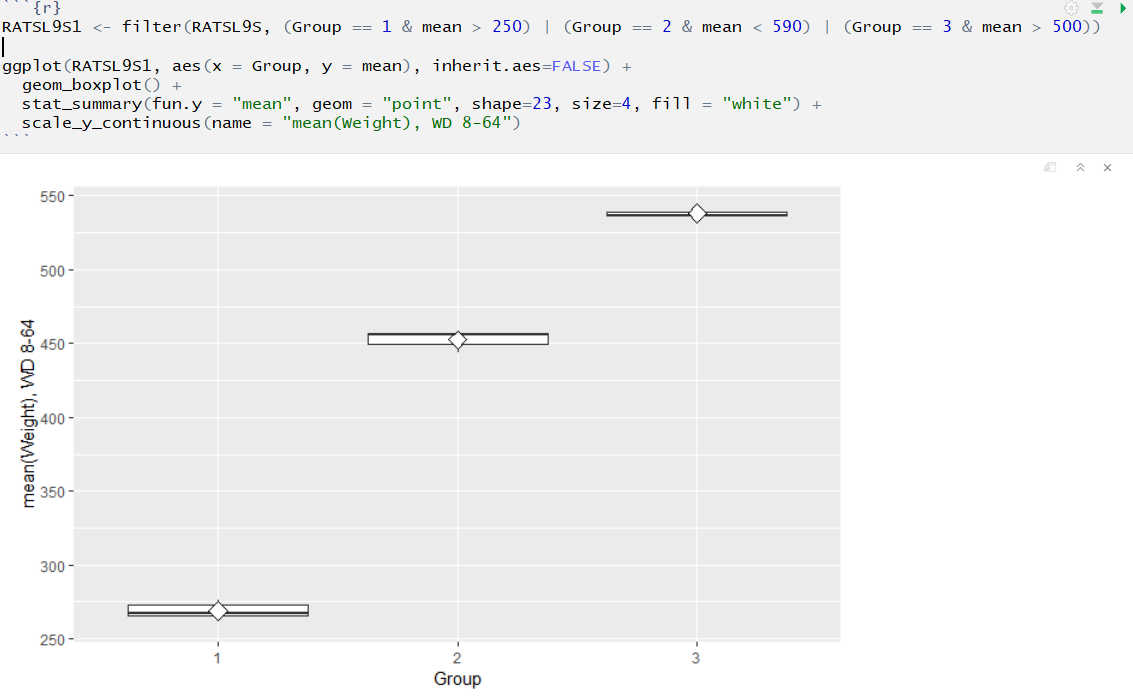 ```{r}
RATSL9S1 <- filter(RATSL9S, (Group == 1 & mean > 250) | (Group == 2 & mean < 590) | (Group == 3 & mean > 500))
ggplot(RATSL9S1, aes(x = Group, y = mean), inherit.aes=FALSE) +
  geom_boxplot() +
  stat_summary(fun.y = "mean", geom = "point", shape=23, size=4, fill = "white") +
  scale_y_continuous(name = "mean(Weight), WD 8-64")
```
mean(Weight), WD 8-64
550
500
450
400
350
300
250
1 2 3
Group